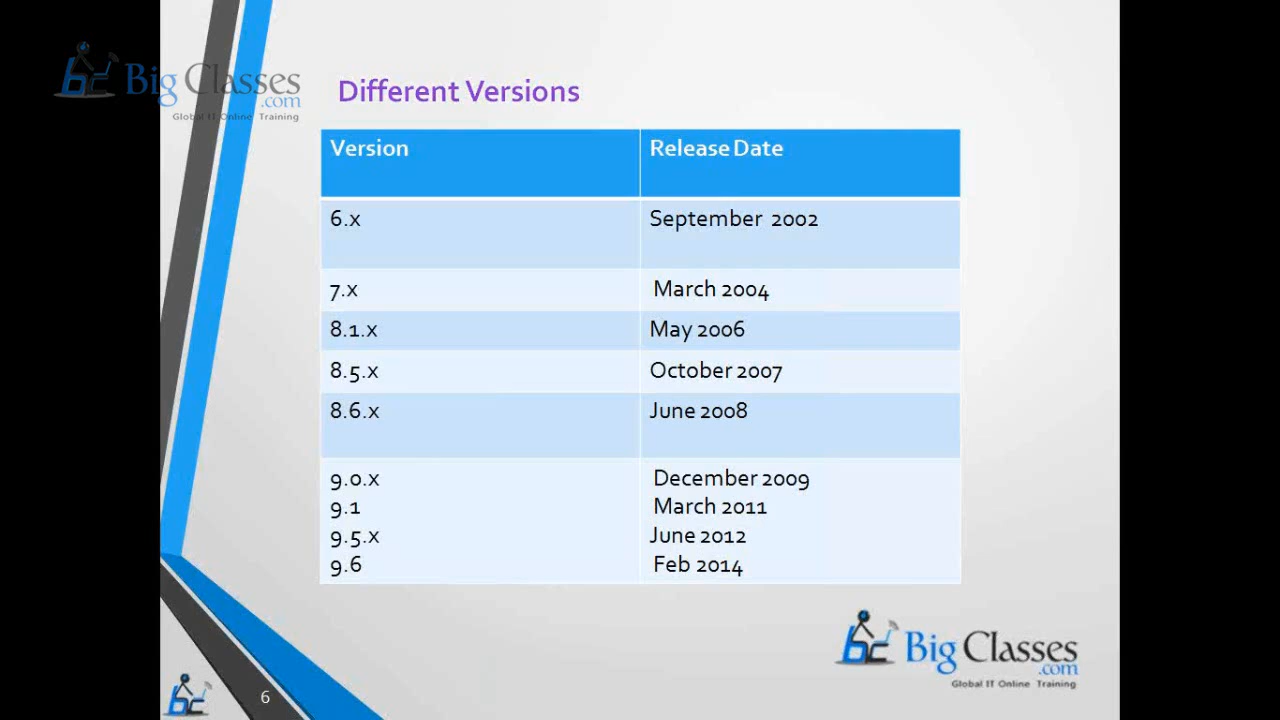 Big Classes
.com
Global IT Online Training
Different Versions
Version Release Date
6.x September 2002
7.x March 2004
8.1.x May 2006
8.5.x October 2007
8.6.x June 2008
9.0.x December 2009
9.1 March 2011
9.5.x June 2012
9.6 Feb 2014
Big Classes
.com
Global IT Online Training
6